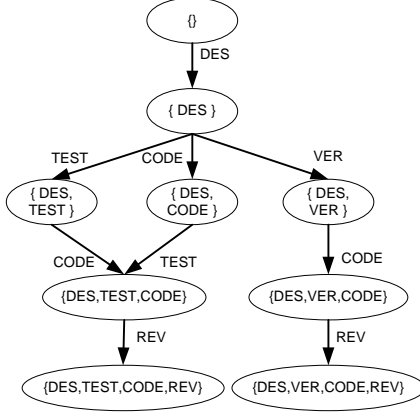 {}
DES
{ DES }
TEST
CODE
VER
{ DES,
TEST }
{ DES,
CODE }
{ DES,
VER }
CODE
TEST
CODE
{DES,TEST,CODE}
{DES,VER,CODE}
REV
REV
{DES,TEST,CODE,REV}
{DES,VER,CODE,REV}